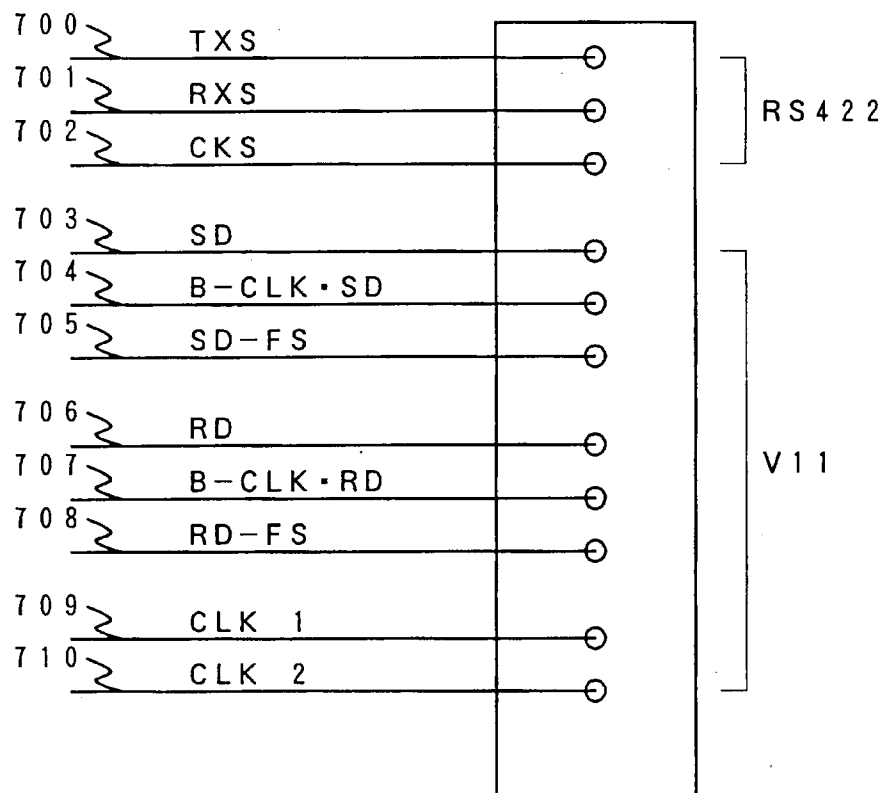 700
TXS
701
RXS
RS422
702
CKS
703
SD
704
B-CLK・SD
705
SD-FS
706
RD
707
B-CLK・RD
V11
708
RD-FS
709
CLK 1
710
CLK 2